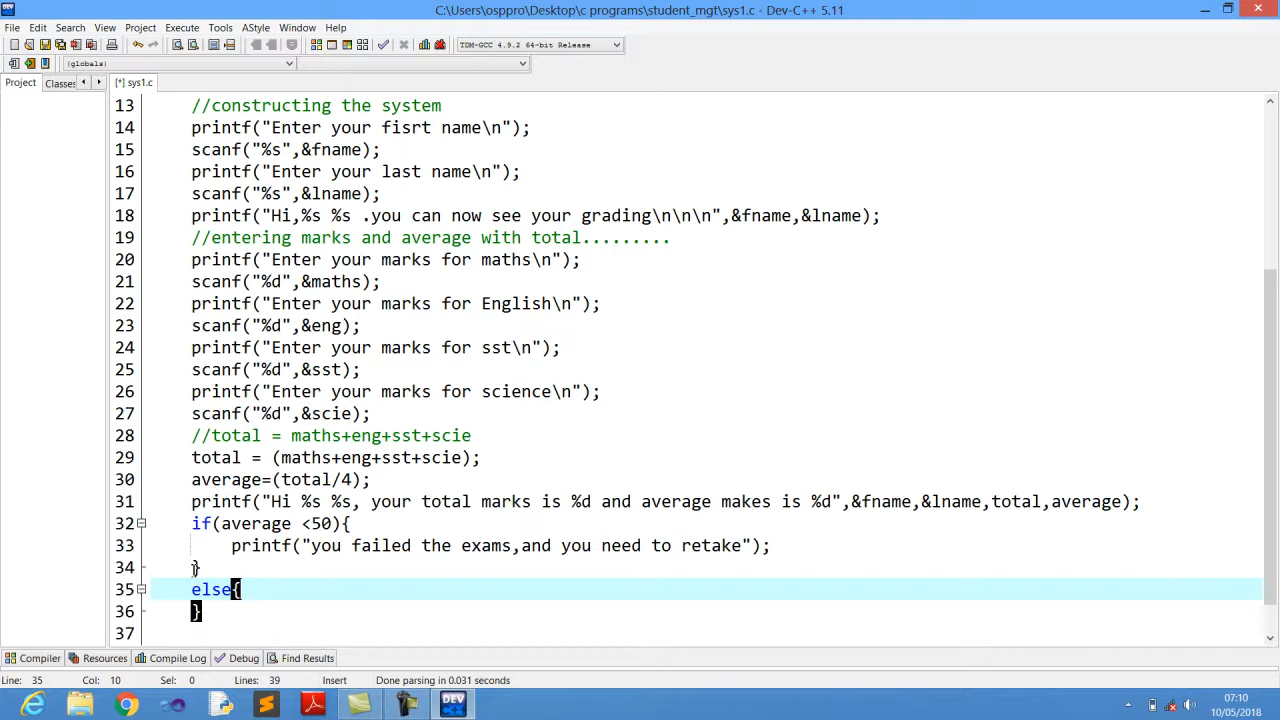 C:\Users\osppro\Desktop\c programs\student_mgt\sys1.c - Dev-C++ 5.11
File Edit Search View Project Execute Tools AStyle Window Help
TDM-GCC 4.9.2 64-bit Release
(globals)
Project Classes [*] sys1.c
13 //constructing the system
14 printf("Enter your fisrt name\n");
15 scanf("%s",&fname);
16 printf("Enter your last name\n");
17 scanf("%s",&lname);
18 printf("Hi,%s %s .you can now see your grading\n\n\n",&fname,&lname);
19 //entering marks and average with total.........
20 printf("Enter your marks for maths\n");
21 scanf("%d",&maths);
22 printf("Enter your marks for English\n");
23 scanf("%d",&eng);
24 printf("Enter your marks for sst\n");
25 scanf("%d",&sst);
26 printf("Enter your marks for science\n");
27 scanf("%d",&scie);
28 //total = maths+eng+sst+scie
29 total = (maths+eng+sst+scie);
30 average=(total/4);
31 printf("Hi %s %s, your total marks is %d and average makes is %d",&fname,&lname,total,average);
32 if(average <50){
33 printf("you failed the exams,and you need to retake");
34 }
35 else{
36 }
37
Compiler Resources Compile Log Debug Find Results
Line: 35 Col: 10 Sel: 0 Lines: 39 Insert Done parsing in 0.031 seconds
DEV
07:10
10/05/2018